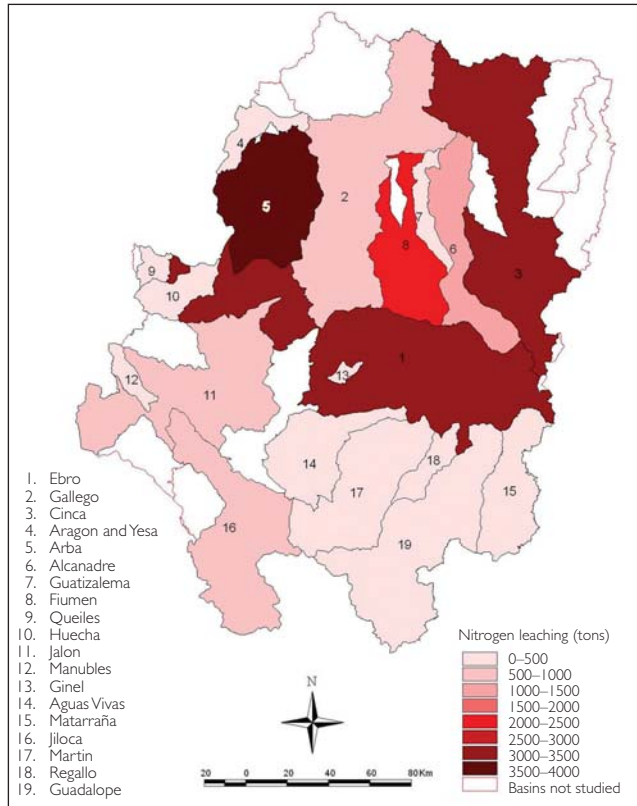 4
5
2
7
6
8
3
9
10
1
13
12
11
14
18
17
15
16
19
1. Ebro
2. Gallego
3. Cinca
4. Aragon and Yesa
5. Arba
6. Alcanadre
7. Guatizalema
8. Fiumen
9. Queiles
10. Huecha
11. Jalon
12. Manubles
13. Ginel
14. Aguas Vivas
15. Matarraña
16. Jiloca
17. Martin
18. Regallo
19. Guadalope
N
20 0 20 40 60 80 Km
Nitrogen leaching (tons)
0–500
500–1000
1000–1500
1500–2000
2000–2500
2500–3000
3000–3500
3500–4000
Basins not studied